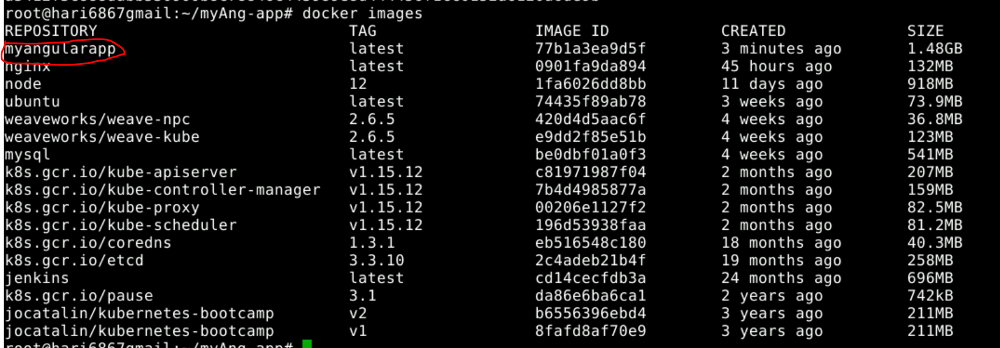 root@hari6867gmail:~/myAng-app# docker images
REPOSITORY TAG IMAGE ID CREATED SIZE
myangularapp latest 77b1a3ea9d5f 3 minutes ago 1.48GB
nginx latest 0901fa9da894 45 hours ago 132MB
node 12 1fa6026dd8bb 11 days ago 918MB
ubuntu latest 74435f89ab78 3 weeks ago 73.9MB
weaveworks/weave-npc 2.6.5 420d4d5aac6f 4 weeks ago 36.8MB
weaveworks/weave-kube 2.6.5 e9dd2f85e51b 4 weeks ago 123MB
mysql latest be0dbf01a0f3 4 weeks ago 541MB
k8s.gcr.io/kube-apiserver v1.15.12 c81971987f04 2 months ago 207MB
k8s.gcr.io/kube-controller-manager v1.15.12 7b4d4985877a 2 months ago 159MB
k8s.gcr.io/kube-proxy v1.15.12 00206e1127f2 2 months ago 82.5MB
k8s.gcr.io/kube-scheduler v1.15.12 196d53938faa 2 months ago 81.2MB
k8s.gcr.io/coredns 1.3.1 eb516548c180 18 months ago 40.3MB
k8s.gcr.io/etcd 3.3.10 2c4adeb21b4f 19 months ago 258MB
jenkins latest cd14cecfdb3a 24 months ago 696MB
k8s.gcr.io/pause 3.1 da86e6ba6ca1 2 years ago 742kB
jocatalin/kubernetes-bootcamp v2 b6556396ebd4 3 years ago 211MB
jocatalin/kubernetes-bootcamp v1 8fafd8af70e9 3 years ago 211MB
root@hari6867gmail:~/myAng-app#